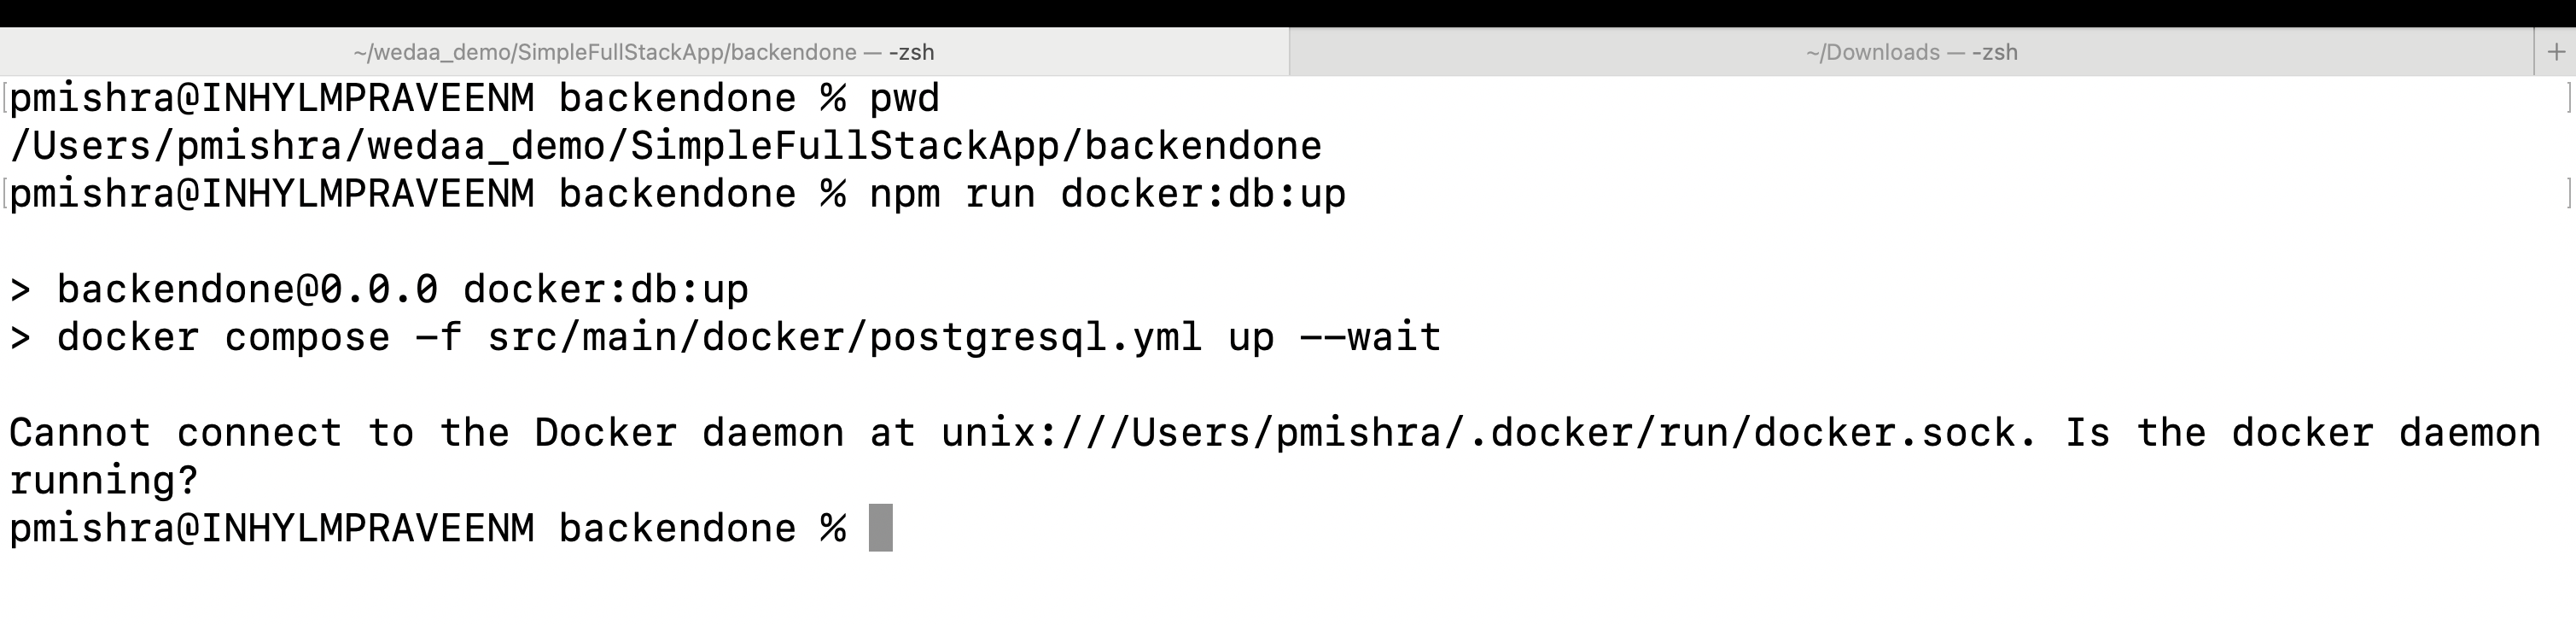 ~/wedaa_demo/SimpleFullStackApp/backendone — -zsh
~/Downloads — -zsh
+
[pmishra@INHYLMPRAVEENM backendone % pwd ]
/Users/pmishra/wedaa_demo/SimpleFullStackApp/backendone
[pmishra@INHYLMPRAVEENM backendone % npm run docker:db:up ]
> backendone@0.0.0 docker:db:up
> docker compose -f src/main/docker/postgresql.yml up --wait
Cannot connect to the Docker daemon at unix:///Users/pmishra/.docker/run/docker.sock. Is the docker daemon
running?
pmishra@INHYLMPRAVEENM backendone %